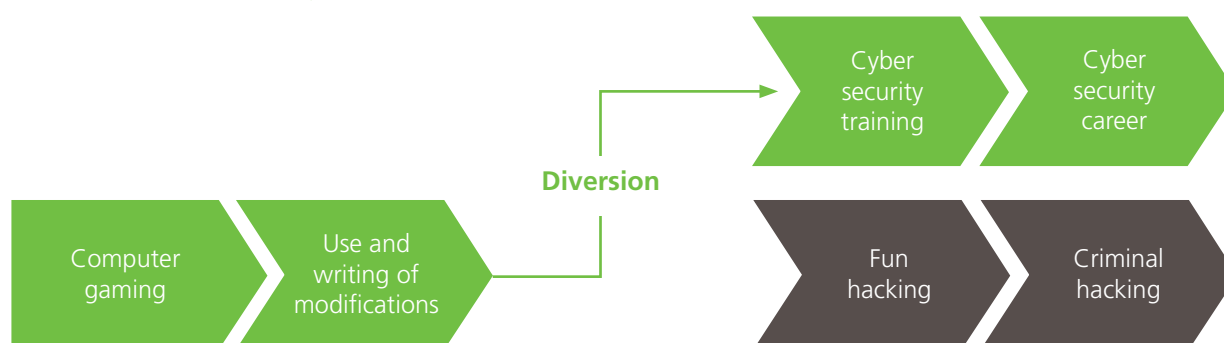 Computer
gaming
Use and
writing of
modifications
Diversion
Cyber
security
training
Cyber
security
career
Fun
hacking
Criminal
hacking